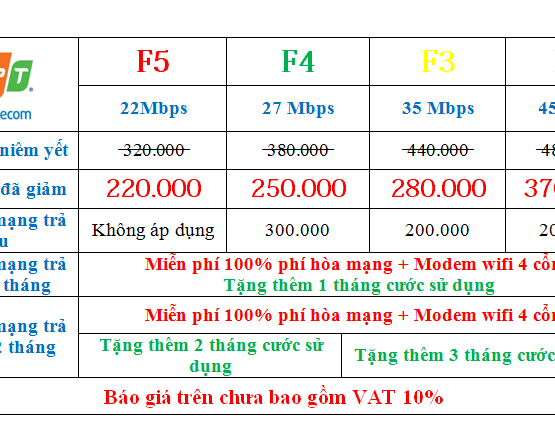 F5 F4 F3
PT.
ecom
22Mbps 27 Mbps 35 Mbps 45
niêm yết 320.000 380.000 440.000 48
đã giảm 220.000 250.000 280.000 370
mạng trả
u
Không áp dụng 300.000 200.000 20
mạng trả
tháng
Miễn phí 100% phí hòa mạng + Modem wifi 4 cổn
Tặng thêm 1 tháng cước sử dụng
mạng trả
2 tháng
Miễn phí 100% phí hòa mạng + Modem wifi 4 cổn
Tặng thêm 2 tháng cước sử
dụng
Tặng thêm 3 tháng cước
Báo giá trên chưa bao gồm VAT 10%